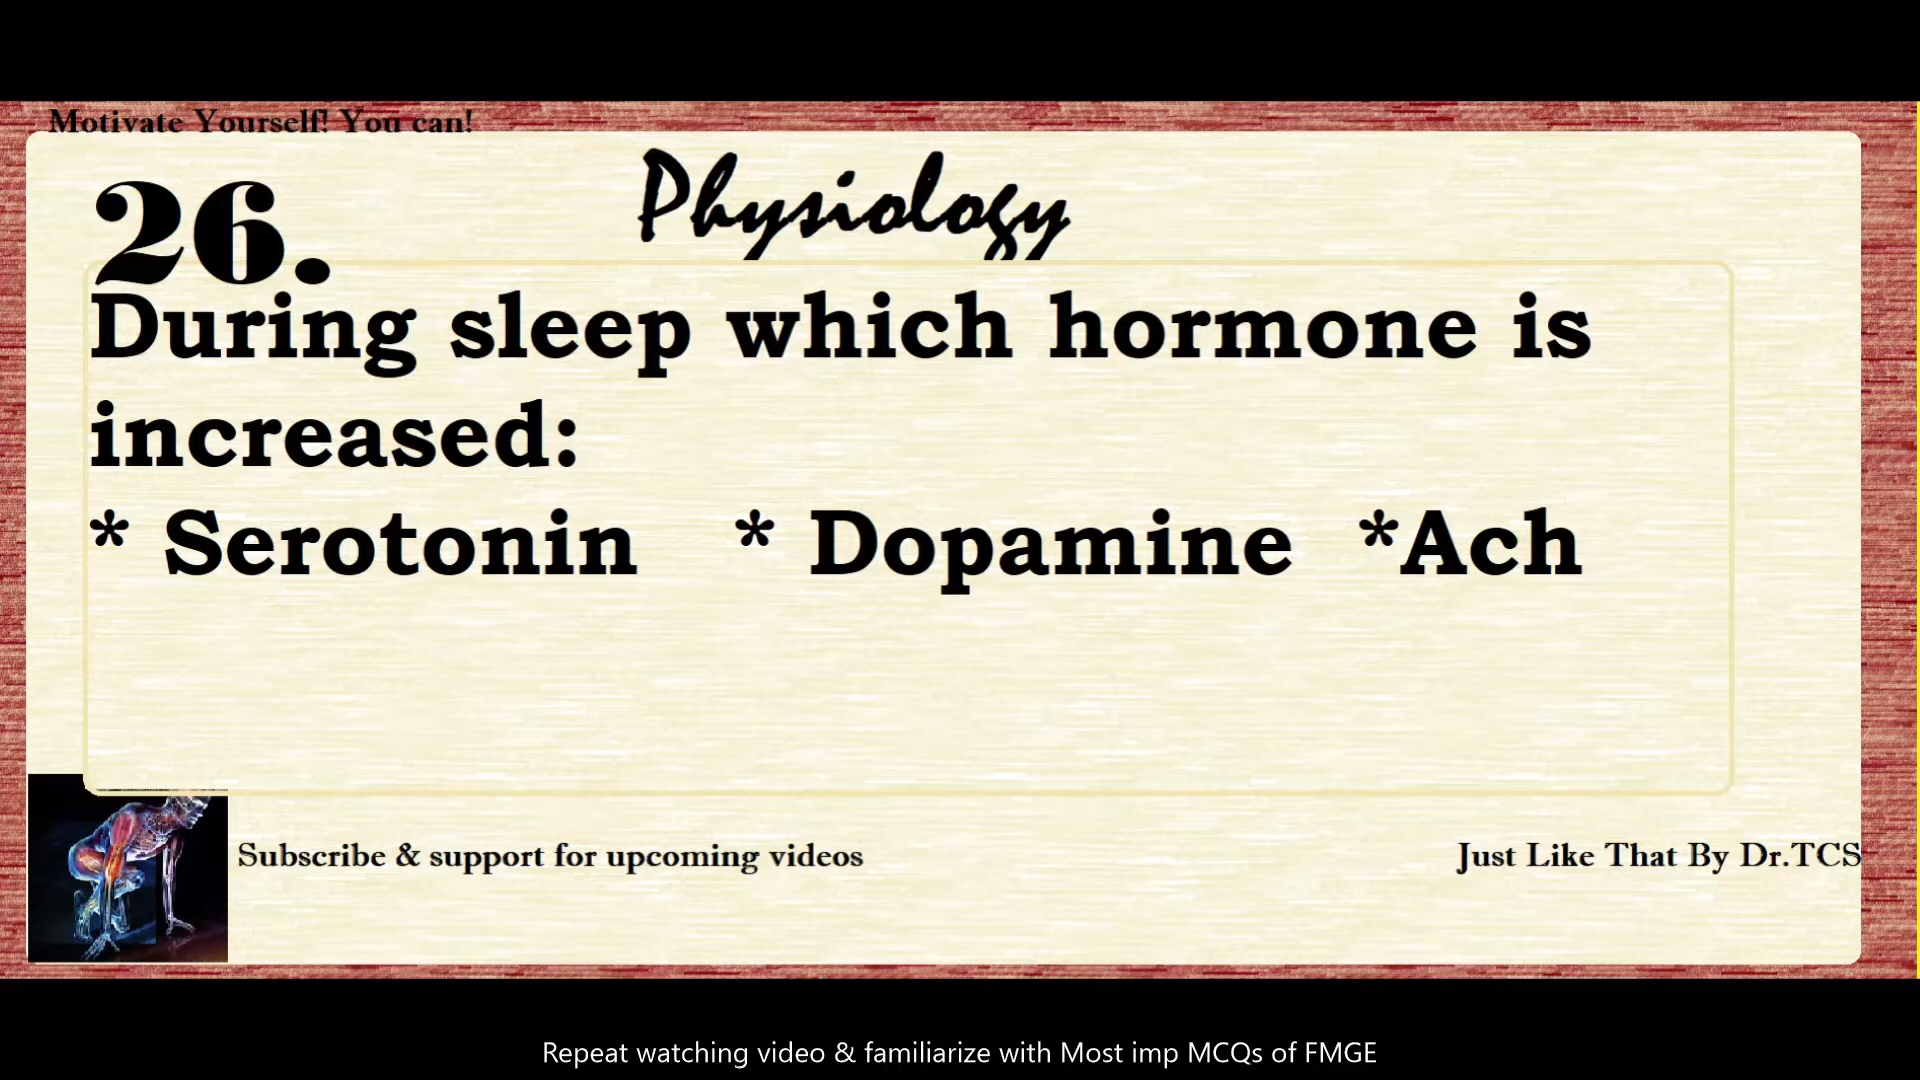 Motivate Yourself! You can!
26.
Physiology
During sleep which hormone is
increased:
* Serotonin * Dopamine *Ach
Subscribe & support for upcoming videos
Just Like That By Dr.TCS
Repeat watching video & familiarize with Most imp MCQs of FMGE